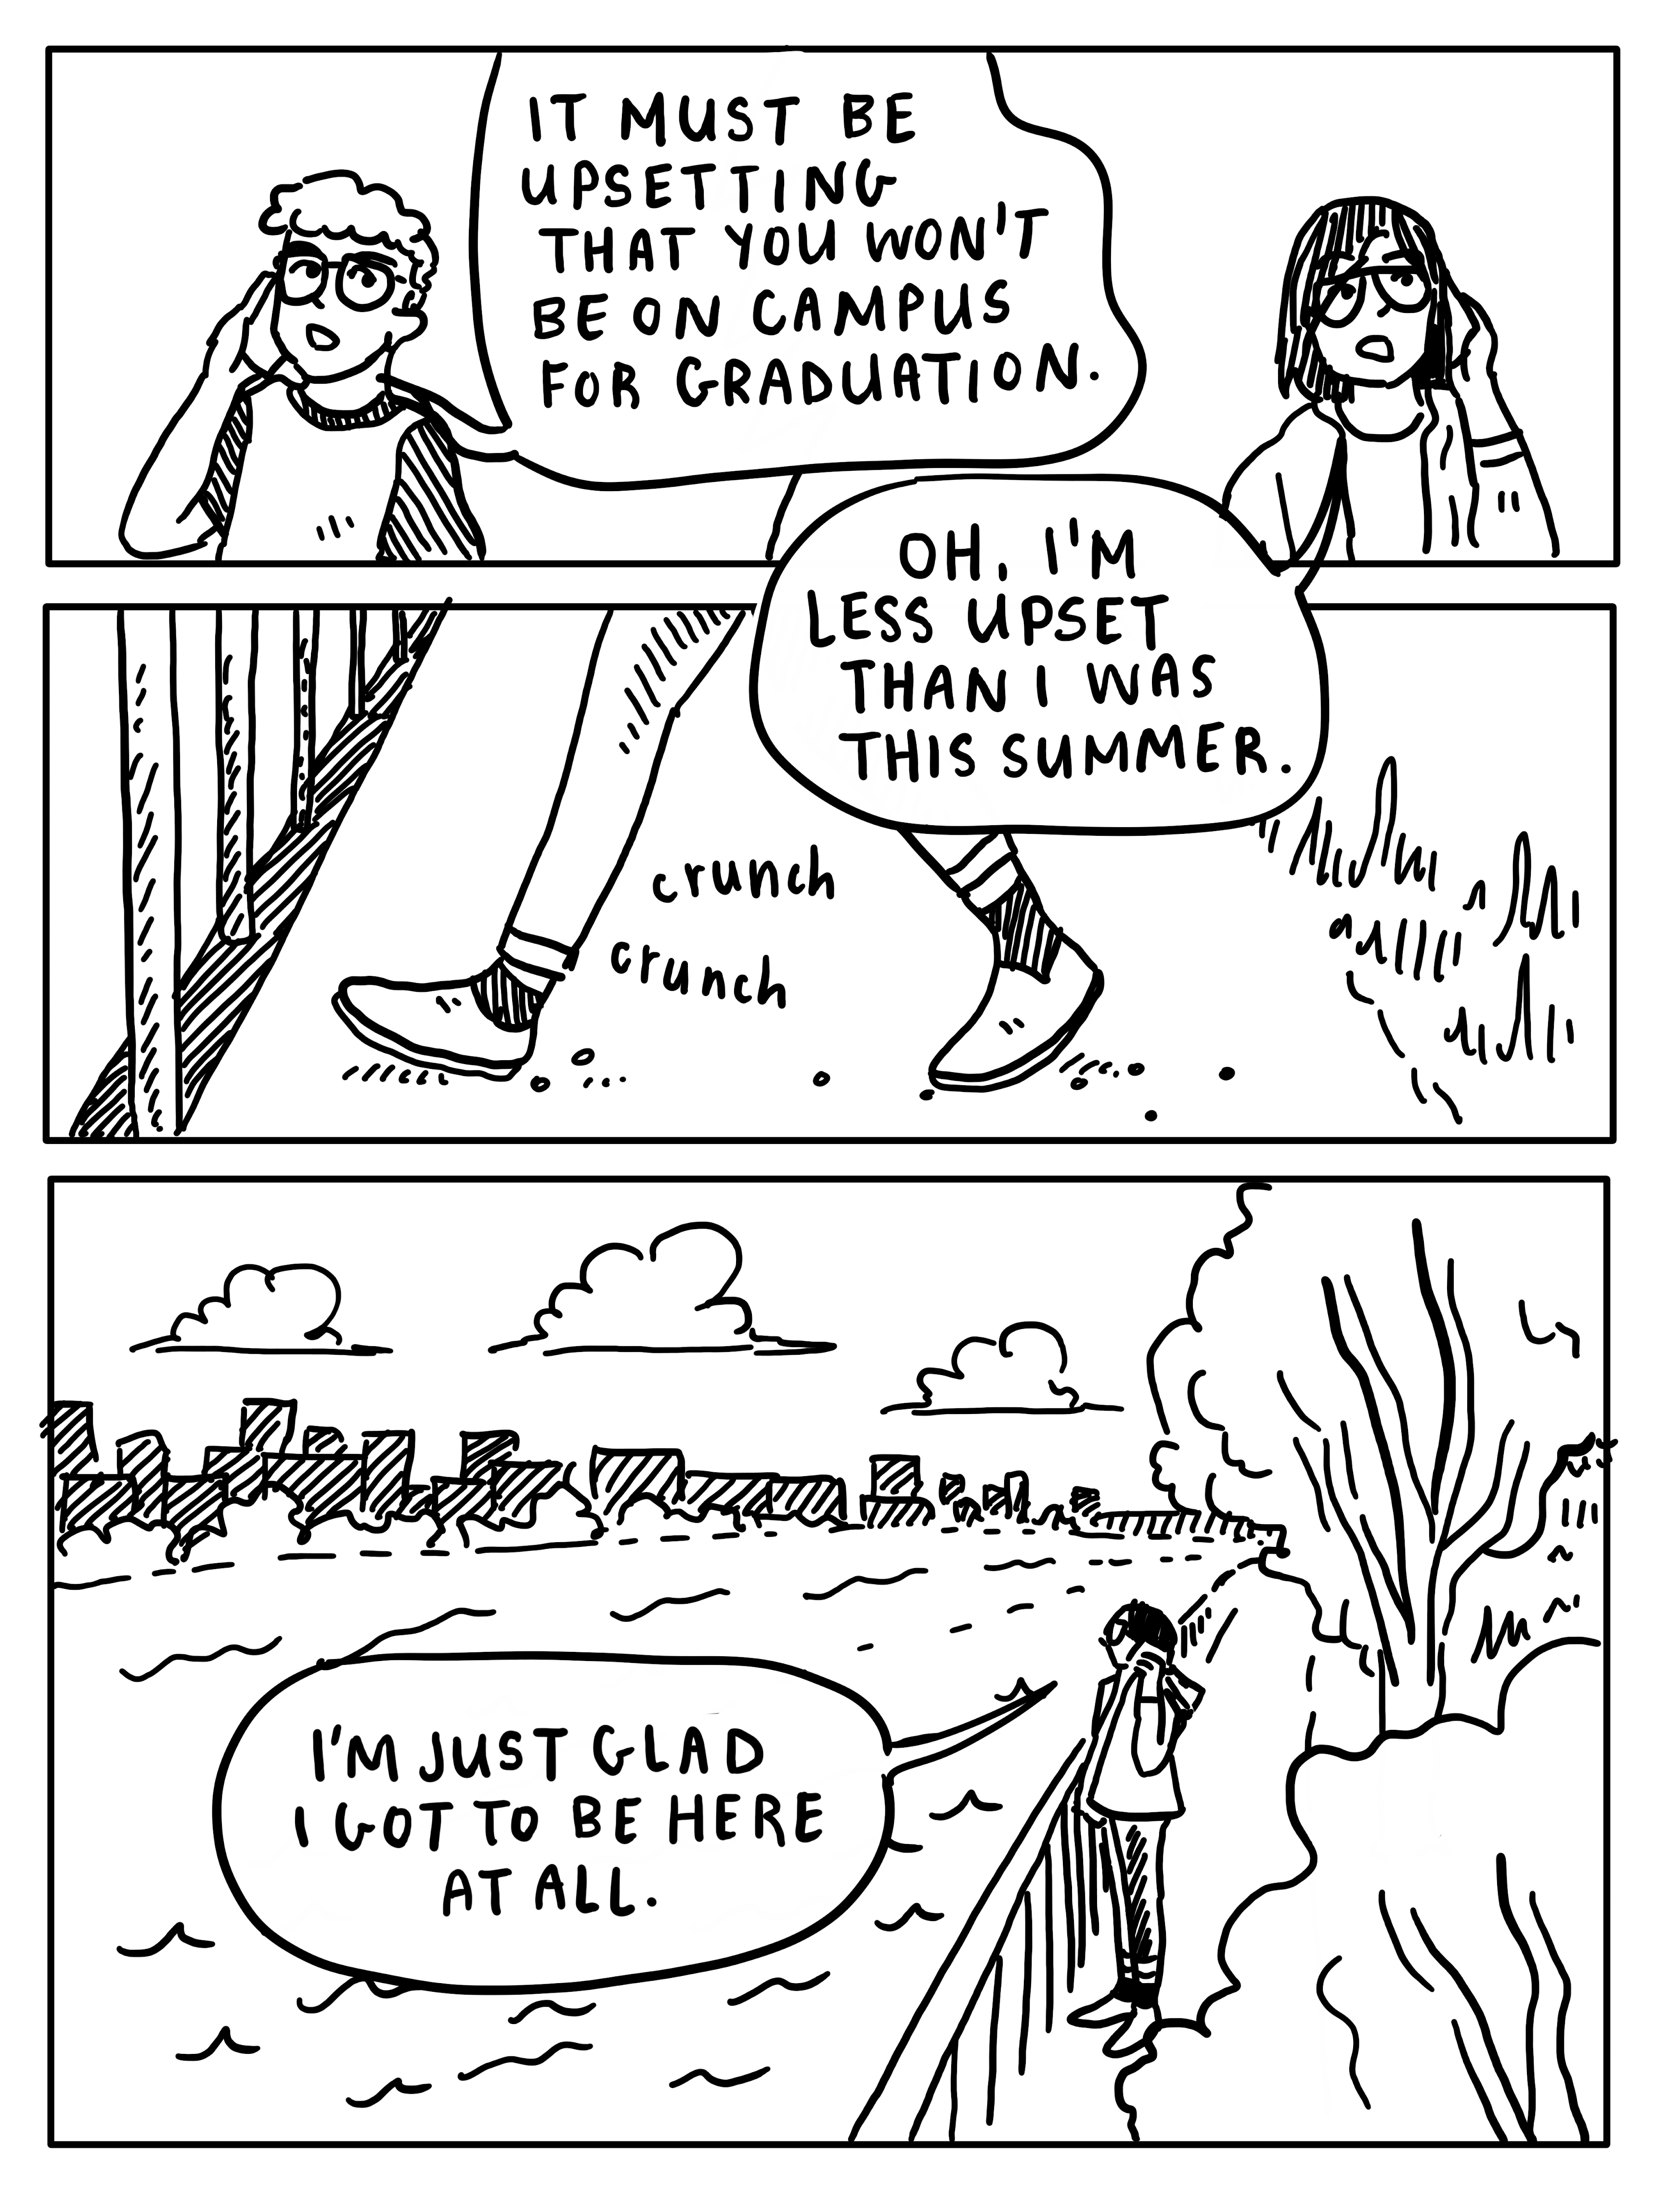 IT MUST BE
UPSETTING
THAT YOU WON'T
BE ON CAMPUS
FOR GRADUATION.
OH, I'M
LESS UPSET
THAN I WAS
THIS SUMMER.
crunch
crunch
I'M JUST GLAD
I GOT TO BE HERE
AT ALL.